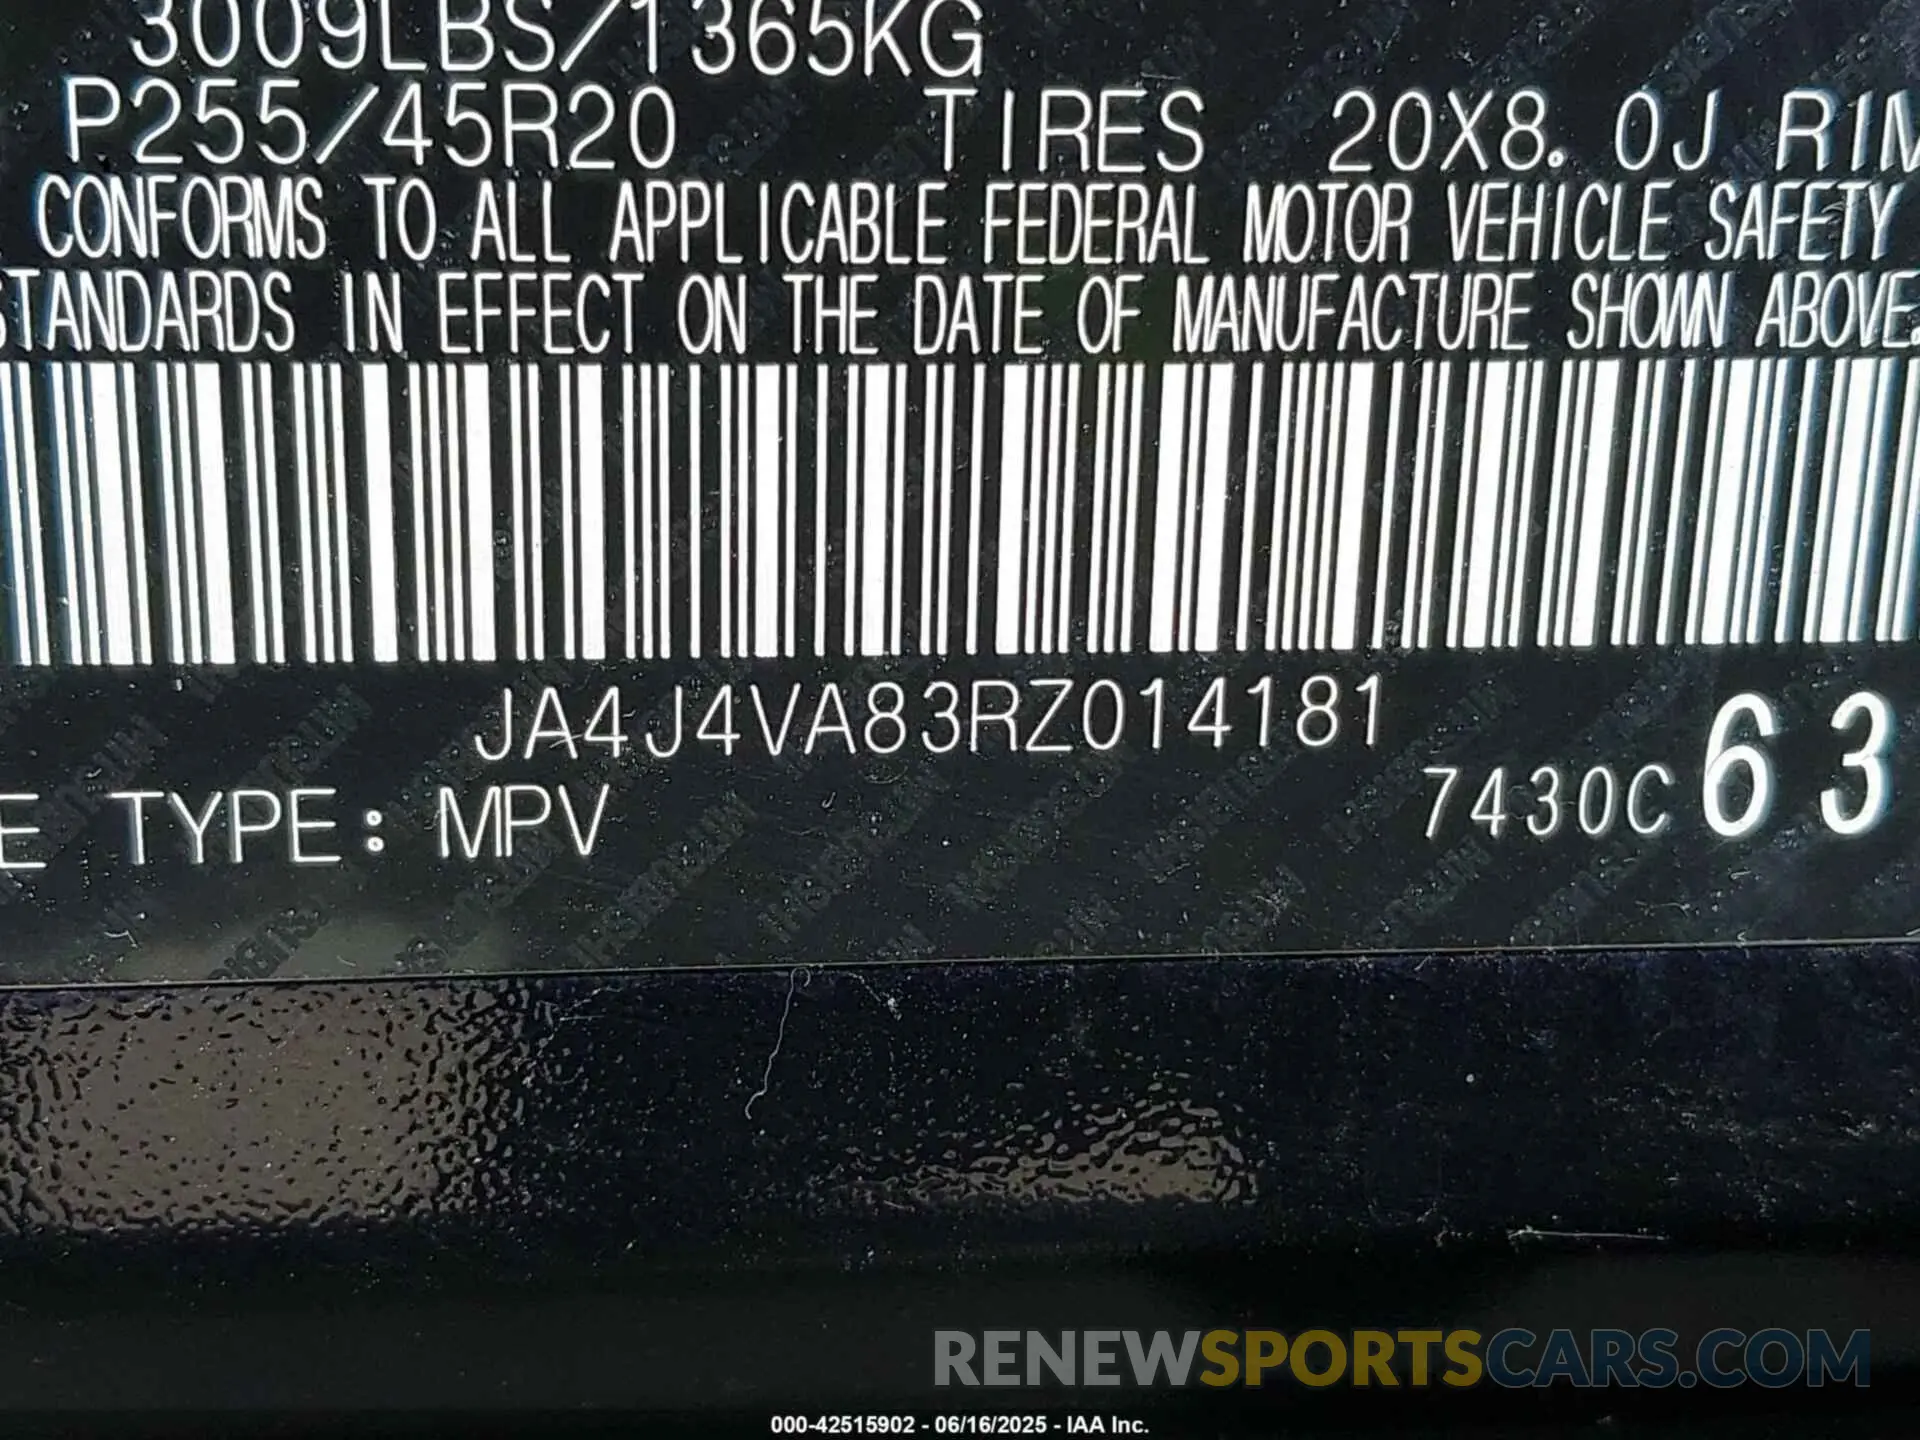 3009LBS/1365KG
P255/45R20 TIRES 20X8.0J RIM
CONFORMS TO ALL APPLICABLE FEDERAL MOTOR VEHICLE SAFETY
STANDARDS IN EFFECT ON THE DATE OF MANUFACTURE SHOWN ABOVE.
JA4J4VA83RZ014181
7430C 63
E TYPE: MPV
RENEWSPORTSCARS.COM
000-42515902 - 06/16/2025 - IAA Inc.